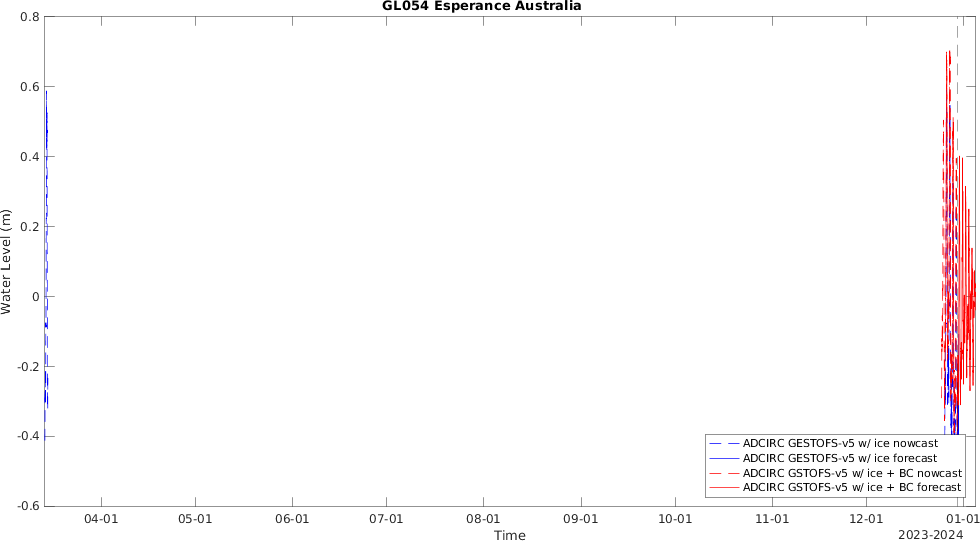 GL054 Esperance Australia
0.8
0.6
0.4
0.2
0
-0.2
-0.4
-0.6
Water Level (m)
ADCIRC GESTOFS-v5 w/ ice nowcast
ADCIRC GESTOFS-v5 w/ ice forecast
ADCIRC GSTOFS-v5 w/ ice + BC nowcast
ADCIRC GSTOFS-v5 w/ ice + BC forecast
04-01 05-01 06-01 07-01 08-01 09-01 10-01 11-01 12-01 01-01
Time
2023-2024